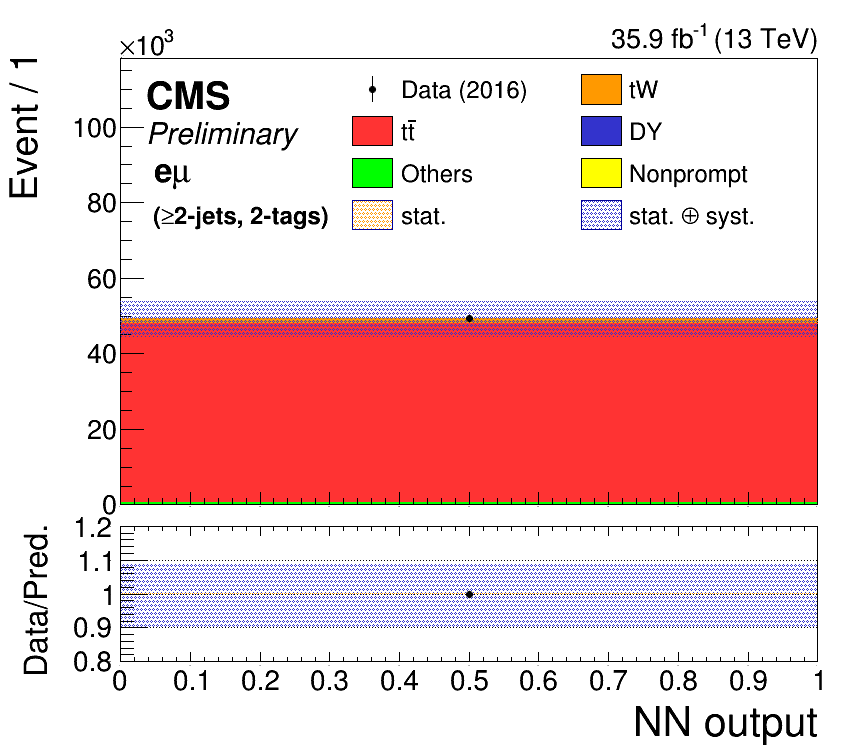 ×10³ 35.9 fb⁻¹ (13 TeV)
Event / 1
CMS
Preliminary
eμ
(≥2-jets, 2-tags)
Data (2016) tW
tt̄ DY
Others Nonprompt
stat. stat. ⊕ syst.
100
80
60
40
20
0
Data/Pred.
1.2
1.1
1
0.9
0.8
0 0.1 0.2 0.3 0.4 0.5 0.6 0.7 0.8 0.9 1
NN output